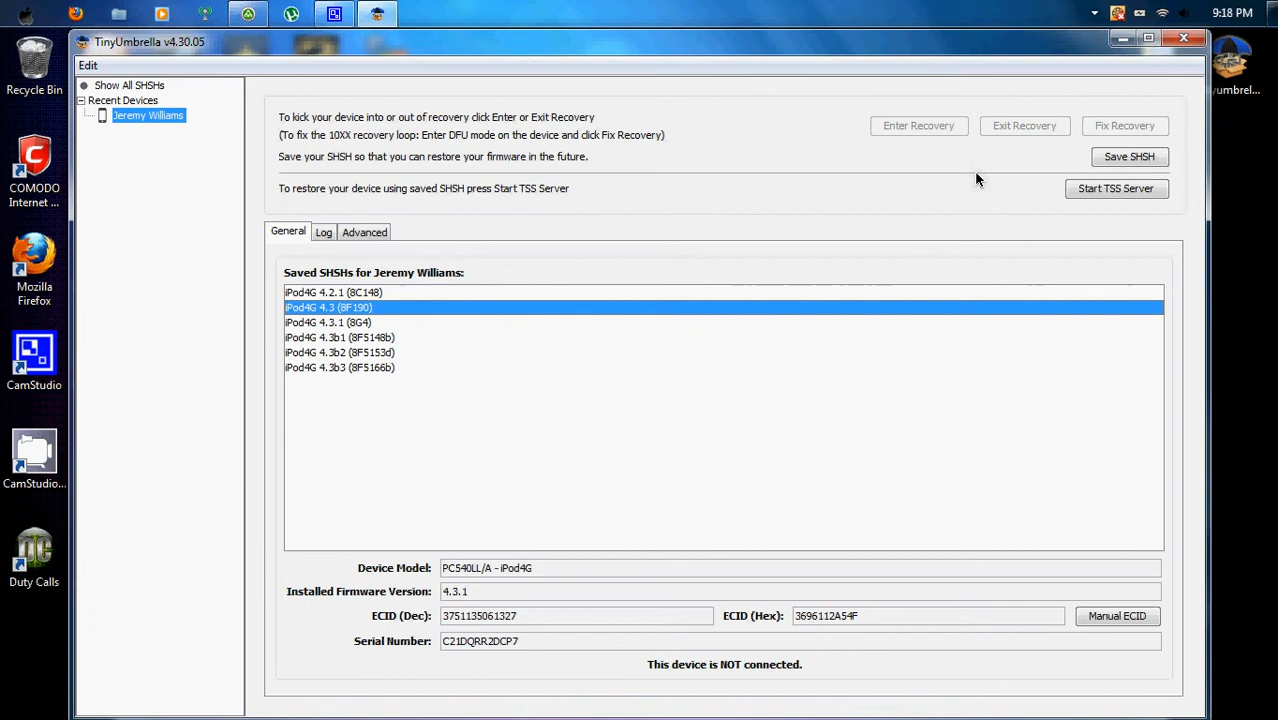 9:18 PM
TinyUmbrella v4.30.05
Edit
Recycle Bin
COMODO
Internet ...
Mozilla
Firefox
CamStudio
CamStudio...
Duty Calls
yumbrel...
Show All SHSHs
Recent Devices
Jeremy Williams
To kick your device into or out of recovery click Enter or Exit Recovery
Enter Recovery
Exit Recovery
Fix Recovery
(To fix the 10XX recovery loop: Enter DFU mode on the device and click Fix Recovery)
Save your SHSH so that you can restore your firmware in the future.
Save SHSH
To restore your device using saved SHSH press Start TSS Server
Start TSS Server
General
Log
Advanced
Saved SHSHs for Jeremy Williams:
iPod4G 4.2.1 (8C148)
iPod4G 4.3 (8F190)
iPod4G 4.3.1 (8G4)
iPod4G 4.3b1 (8F5148b)
iPod4G 4.3b2 (8F5153d)
iPod4G 4.3b3 (8F5166b)
Device Model:
PC540LL/A - iPod4G
Installed Firmware Version:
4.3.1
ECID (Dec):
3751135061327
ECID (Hex):
3696112A54F
Manual ECID
Serial Number:
C21DQRR2DCP7
This device is NOT connected.